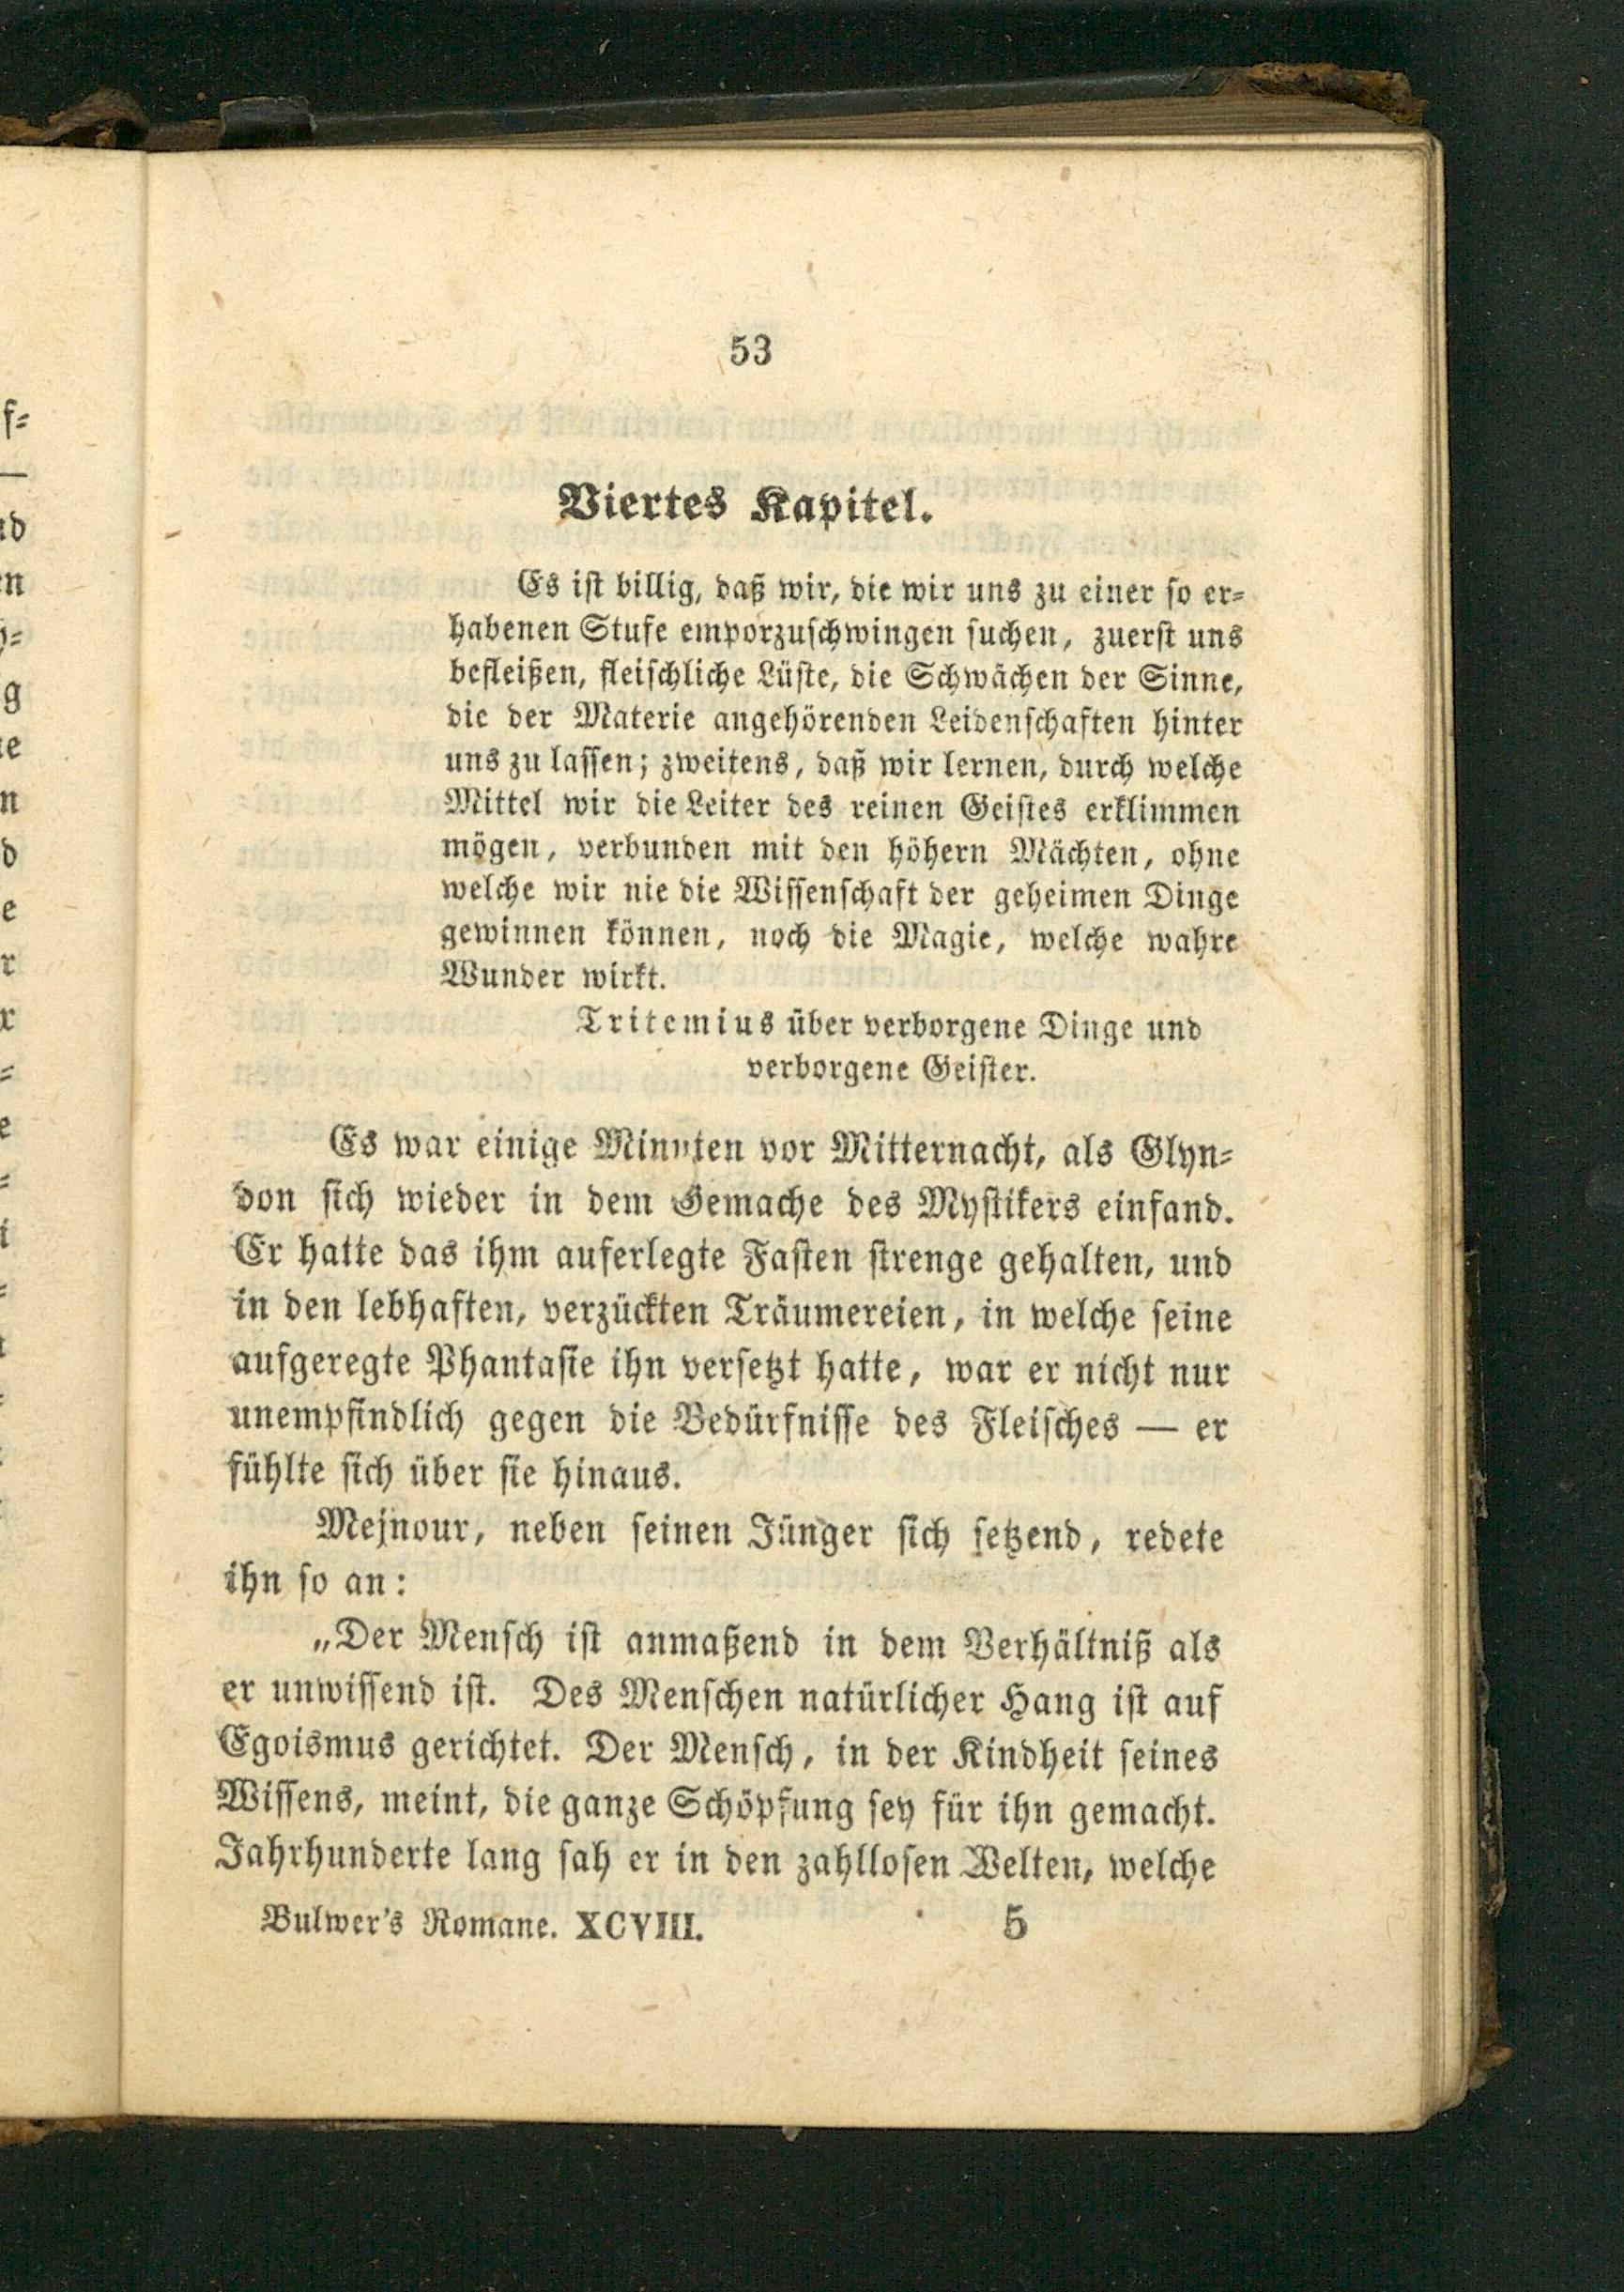 53
Viertes Kapitel.
Es ist billig, daß wir, die wir uns zu einer so er-
habenen Stufe emporzuschwingen suchen, zuerst uns
befleißen, fleischliche Lüste, die Schwächen der Sinne,
die der Materie angehörenden Leidenschaften hinter
uns zu lassen; zweitens, daß wir lernen, durch welche
Mittel wir die Leiter des reinen Geistes erklimmen
mögen, verbunden mit den höhern Mächten, ohne
welche wir nie die Wissenschaft der geheimen Dinge
gewinnen können, noch die Magie, welche wahre
Wunder wirkt.
Tritemius über verborgene Dinge und
verborgene Geister.
Es war einige Minuten vor Mitternacht, als Glyn-
don sich wieder in dem Gemache des Mystikers einfand.
Er hatte das ihm auferlegte Fasten strenge gehalten, und
in den lebhaften, verzückten Träumereien, in welche seine
aufgeregte Phantasie ihn versetzt hatte, war er nicht nur
unempfindlich gegen die Bedürfnisse des Fleisches — er
fühlte sich über sie hinaus.
Mejnour, neben seinen Jünger sich setzend, redete
ihn so an:
„Der Mensch ist anmaßend in dem Verhältniß als
er unwissend ist. Des Menschen natürlicher Hang ist auf
Egoismus gerichtet. Der Mensch, in der Kindheit seines
Wissens, meint, die ganze Schöpfung sey für ihn gemacht.
Jahrhunderte lang sah er in den zahllosen Welten, welche
Bulwer's Romane. XCVIII. 5